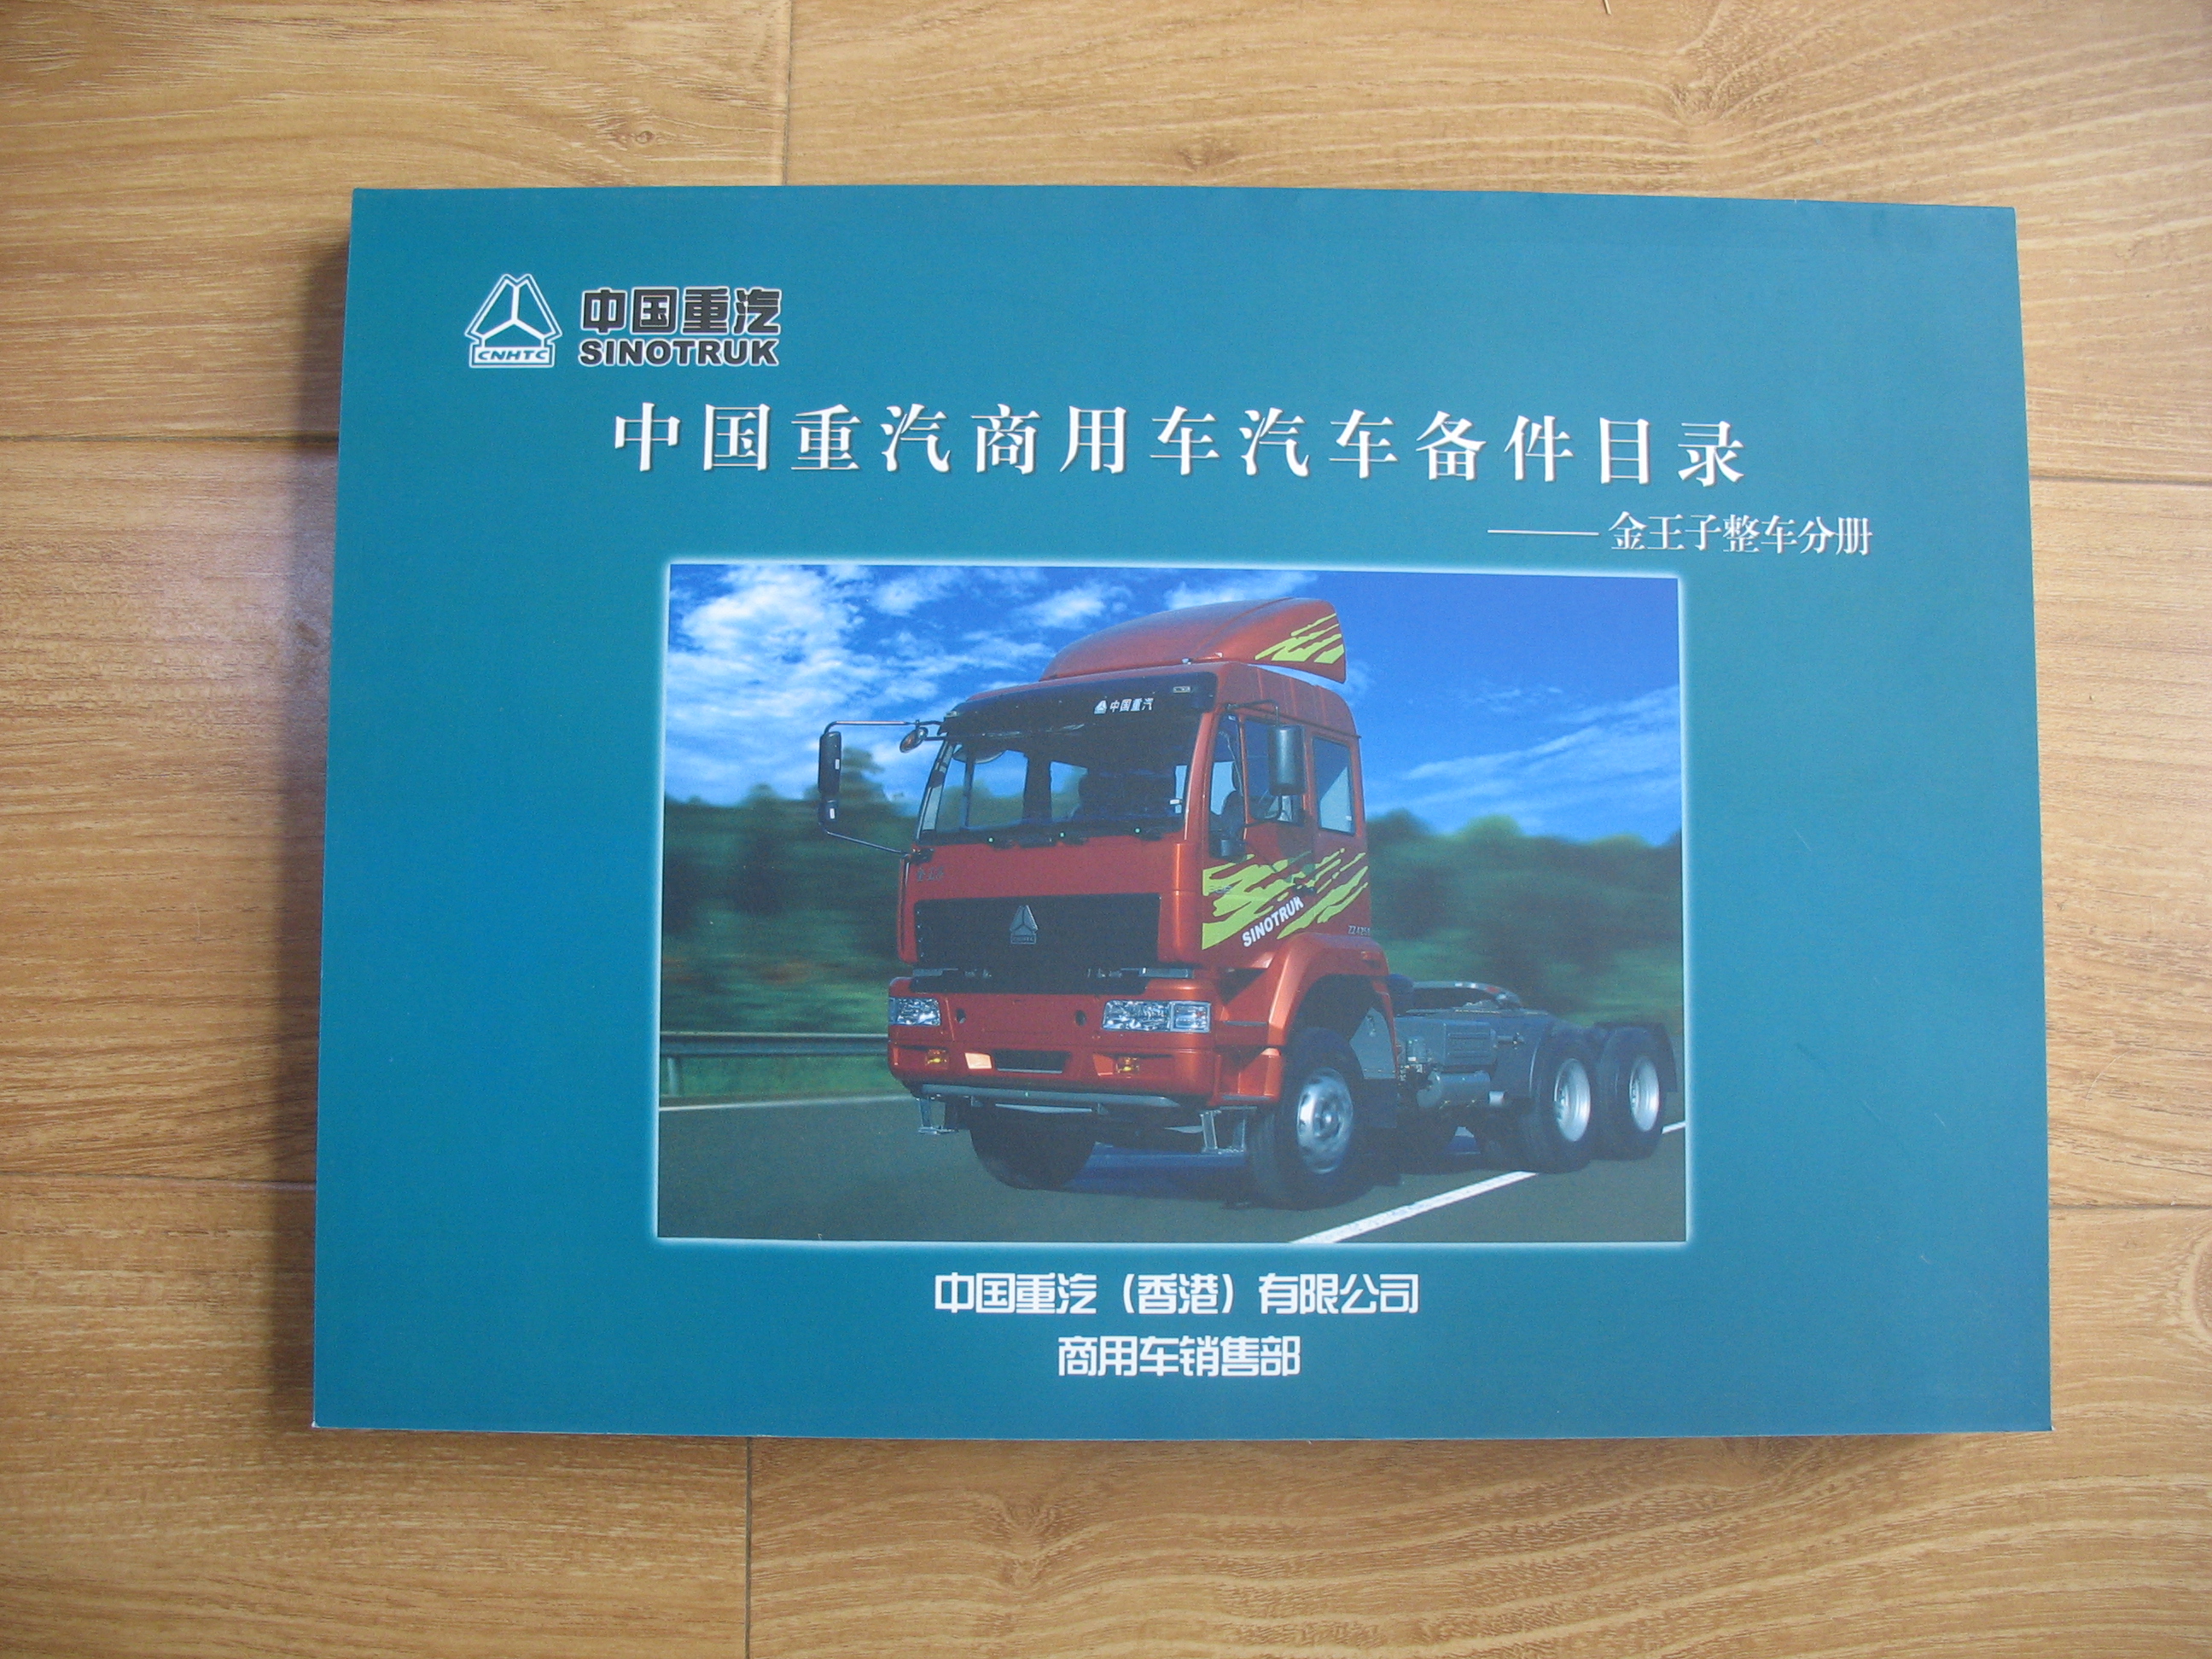 中国重汽
CNHTC
SINOTRUK
中国重汽商用车汽车备件目录
——金王子整车分册
中国重汽
SINOTRUK
中国重汽（香港）有限公司
商用车销售部